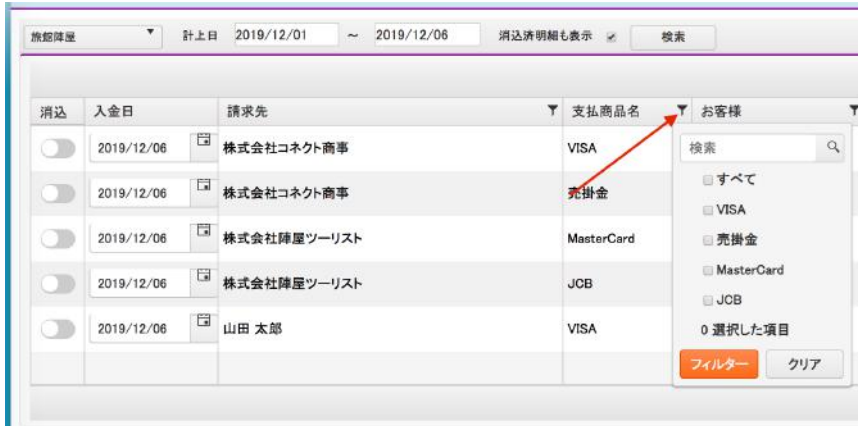 旅館陣屋 計上日 2019/12/01 ～ 2019/12/06 消込済明細も表示 検索
消込 入金日 請求先 支払商品名 お客様
2019/12/06 株式会社コネクト商事 VISA
2019/12/06 株式会社コネクト商事 売掛金
2019/12/06 株式会社陣屋ツーリスト MasterCard
2019/12/06 株式会社陣屋ツーリスト JCB
2019/12/06 山田 太郎 VISA
検索
すべて
VISA
売掛金
MasterCard
JCB
0 選択した項目
フィルター クリア